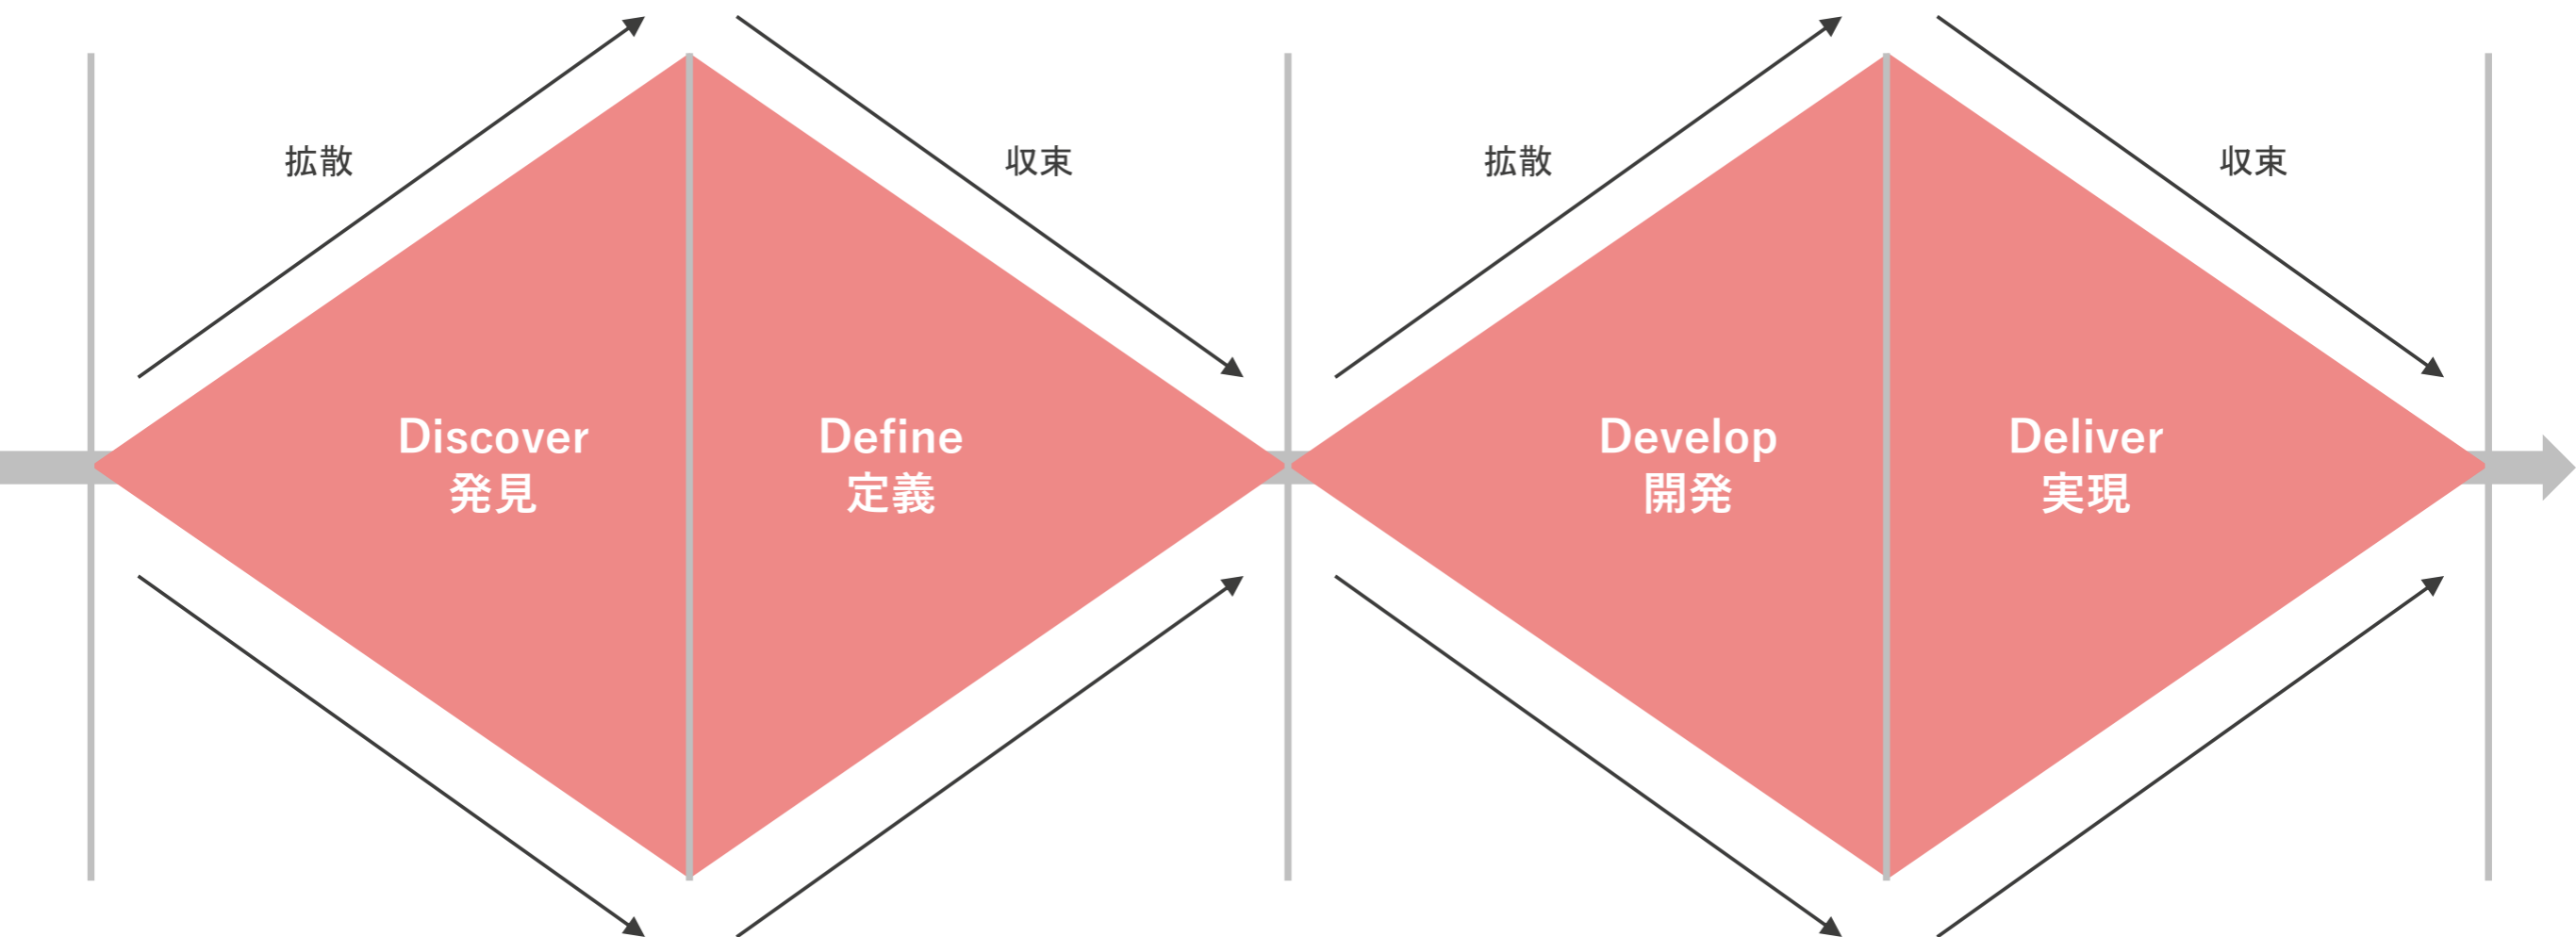 拡散
収束
拡散
収束
Discover
発見
Define
定義
Develop
開発
Deliver
実現